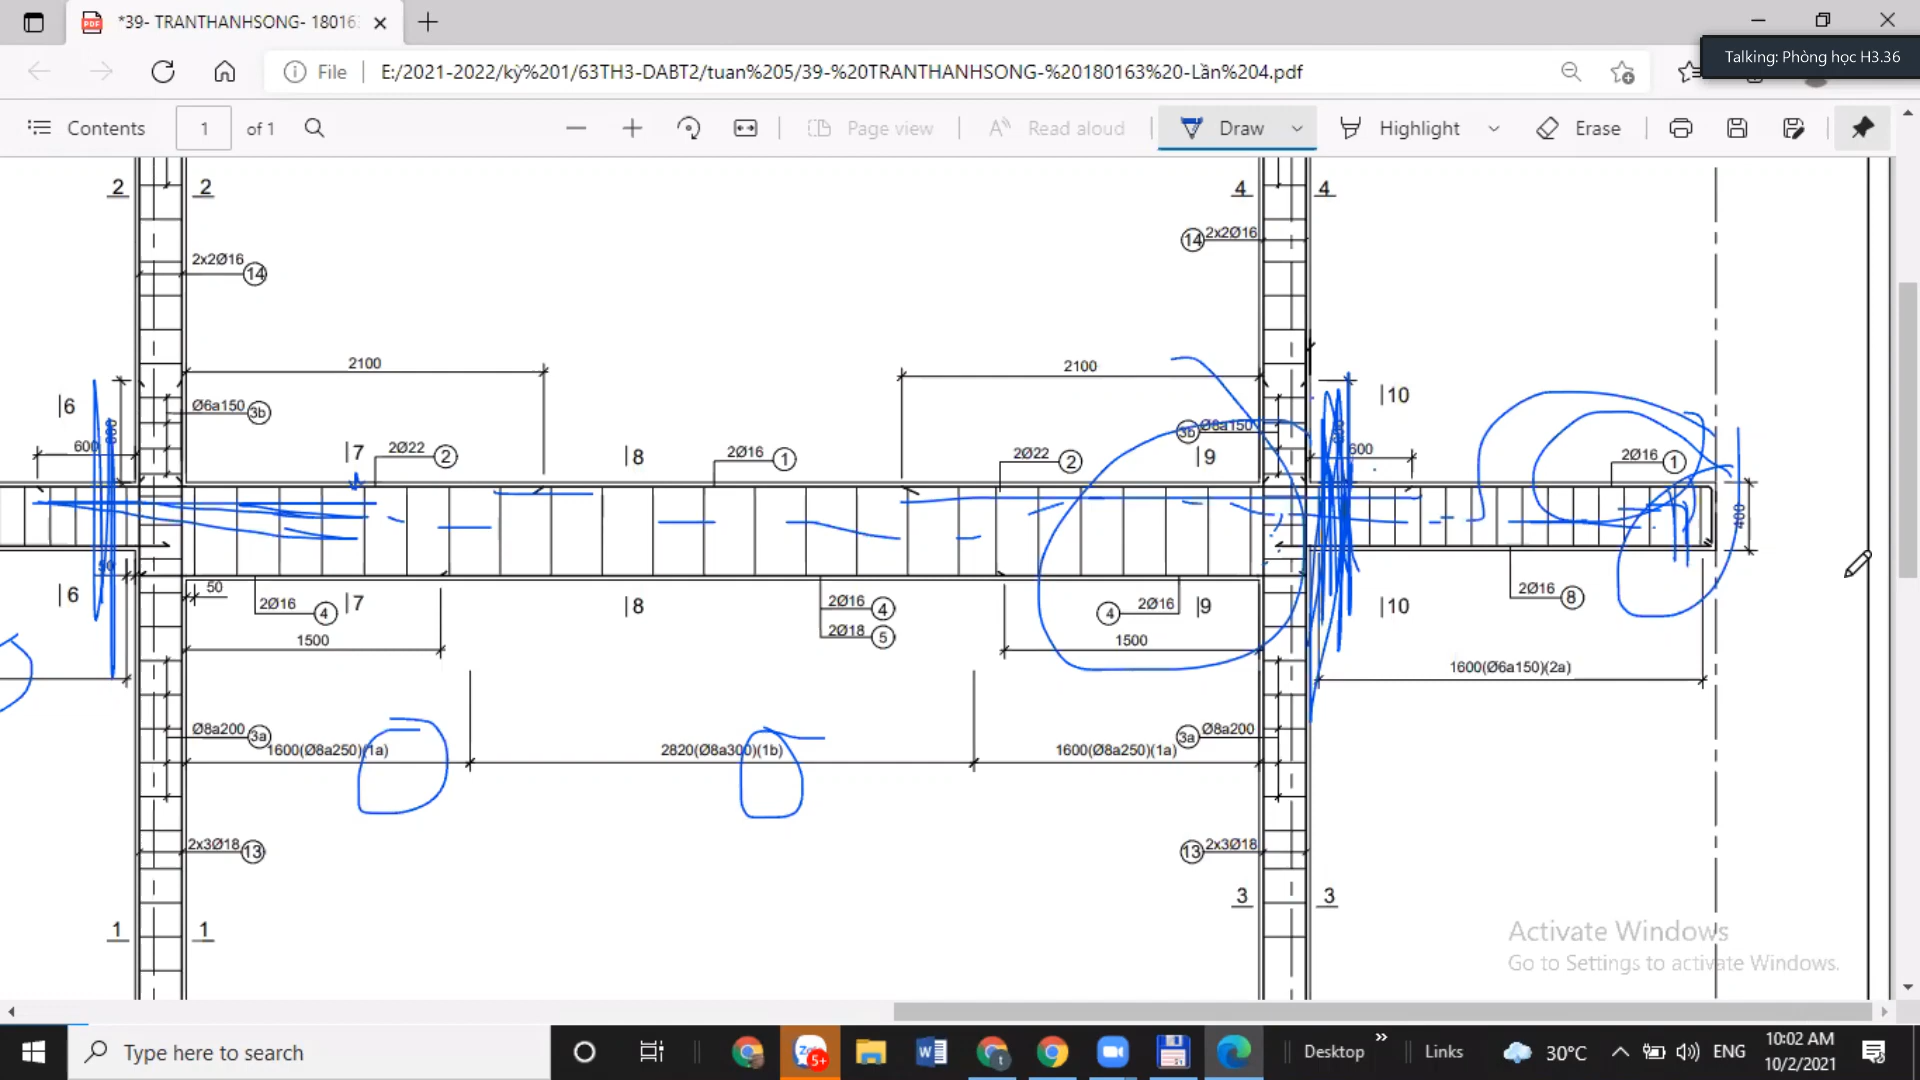 *39- TRANTHANHSONG- 18016
Talking: Phòng học H3.36
File
E:/2021-2022/kỳ%201/63TH3-DABT2/tuan%205/39-%20TRANTHANHSONG-%20180163%20-Lần%204.pdf
Contents
1 of 1
Page view
Read aloud
Draw
Highlight
Erase
2 2 4 4
2x2Ø16 14
14 2x2Ø16
2100 2100
6 600 Ø6a150 3b
7 2Ø22 2
8 2Ø16 1
2Ø22 2
3b Ø8a150
9
10 600
2Ø16 1
400
50
6 50
2Ø16 4
7 8
2Ø16 4
2Ø18 5
4 2Ø16
9 10
2Ø16 8
1500 1500
1600(Ø6a150)(2a)
Ø8a200 3a
1600(Ø8a250)(1a)
2820(Ø8a300)(1b)
1600(Ø8a250)(1a)
3a Ø8a200
2x3Ø18 13
13 2x3Ø18
1 1 3 3
Activate Windows
Go to Settings to activate Windows.
Type here to search
5+
Desktop
Links
30°C
ENG
10:02 AM
10/2/2021